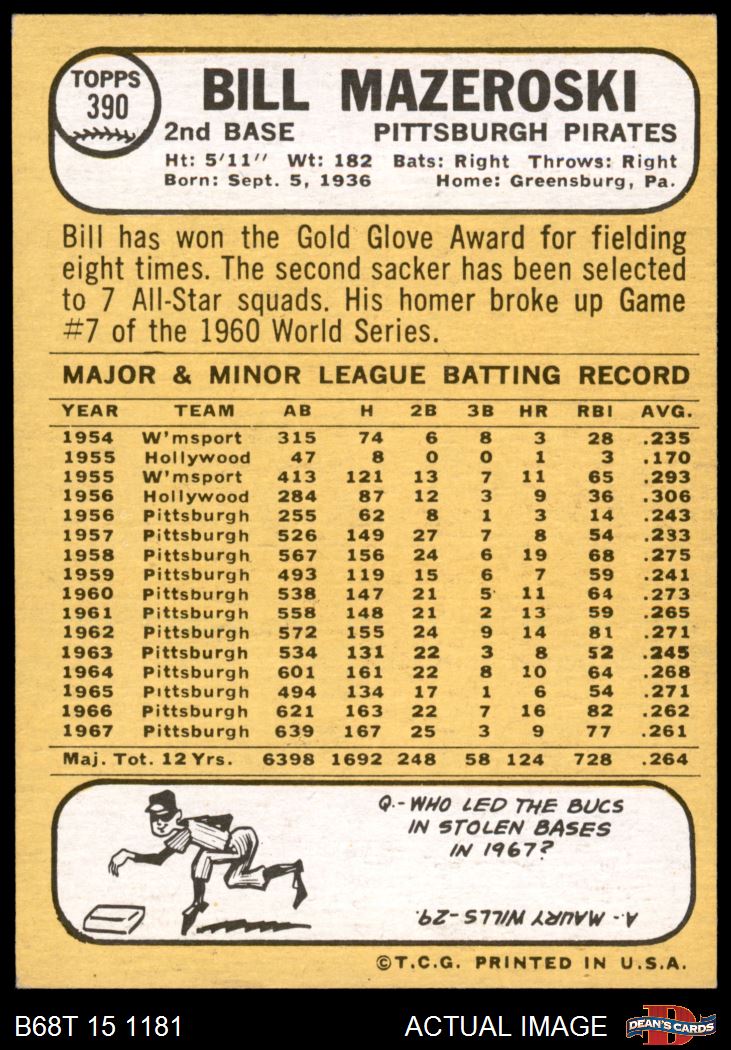 TOPPS
390
BILL MAZEROSKI
2nd BASE PITTSBURGH PIRATES
Ht: 5'11" Wt: 182 Bats: Right Throws: Right
Born: Sept. 5, 1936 Home: Greensburg, Pa.
Bill has won the Gold Glove Award for fielding
eight times. The second sacker has been selected
to 7 All-Star squads. His homer broke up Game
#7 of the 1960 World Series.
MAJOR & MINOR LEAGUE BATTING RECORD
YEAR TEAM AB H 2B 3B HR RBI AVG.
1954 W'msport 315 74 6 8 3 28 .235
1955 Hollywood 47 8 0 0 1 3 .170
1955 W'msport 413 121 13 7 11 65 .293
1956 Hollywood 284 87 12 3 9 36 .306
1956 Pittsburgh 255 62 8 1 3 14 .243
1957 Pittsburgh 526 149 27 7 8 54 .233
1958 Pittsburgh 567 156 24 6 19 68 .275
1959 Pittsburgh 493 119 15 6 7 59 .241
1960 Pittsburgh 538 147 21 5 11 64 .273
1961 Pittsburgh 558 148 21 2 13 59 .265
1962 Pittsburgh 572 155 24 9 14 81 .271
1963 Pittsburgh 534 131 22 3 8 52 .245
1964 Pittsburgh 601 161 22 8 10 64 .268
1965 Pittsburgh 494 134 17 1 6 54 .271
1966 Pittsburgh 621 163 22 7 16 82 .262
1967 Pittsburgh 639 167 25 3 9 77 .261
Maj. Tot. 12 Yrs. 6398 1692 248 58 124 728 .264
Q.-WHO LED THE BUCS
IN STOLEN BASES
IN 1967?
A.- MAURY WILLS-29.
©T.C.G. PRINTED IN U.S.A.
B68T 15 1181 ACTUAL IMAGE
D
DEAN'S CARDS